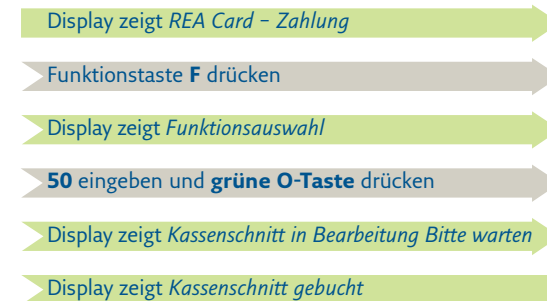 Display zeigt REA Card – Zahlung
Funktionstaste F drücken
Display zeigt Funktionsauswahl
50 eingeben und grüne O-Taste drücken
Display zeigt Kassenschnitt in Bearbeitung Bitte warten
Display zeigt Kassenschnitt gebucht